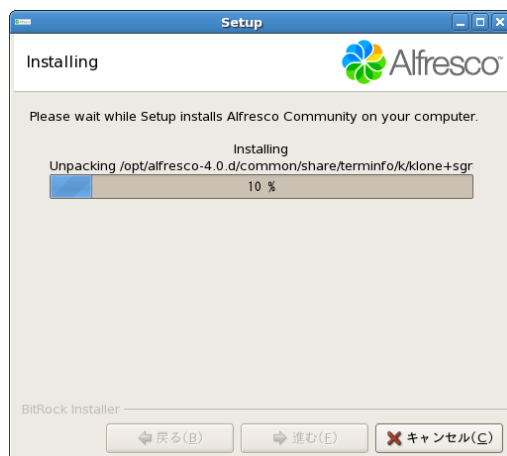 Setup
Installing
Alfresco™
Please wait while Setup installs Alfresco Community on your computer.
Installing
Unpacking /opt/alfresco-4.0.d/common/share/terminfo/k/klone+sgr
10 %
BitRock Installer
戻る(B)
進む(F)
キャンセル(C)